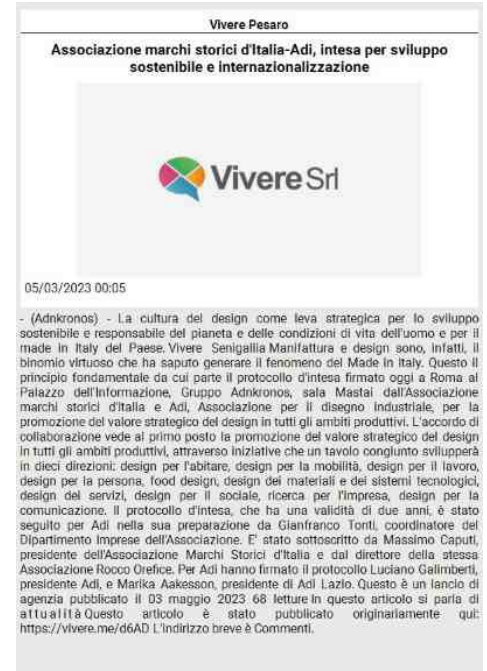 Vivere Pesaro
Associazione marchi storici d'Italia-Adi, intesa per sviluppo
sostenibile e internazionalizzazione
Vivere Srl
05/03/2023 00:05
- (Adnkronos) - La cultura del design come leva strategica per lo sviluppo
sostenibile e responsabile del pianeta e delle condizioni di vita dell'uomo e per il
made in Italy del Paese. Vivere Senigallia Manifattura e design sono, infatti, il
binomio virtuoso che ha saputo generare il fenomeno del Made in Italy. Questo il
principio fondamentale da cui parte il protocollo d'intesa firmato oggi a Roma al
Palazzo dell'Informazione, Gruppo Adnkronos, sala Mastai dall'Associazione
marchi storici d'Italia e Adi, Associazione per il disegno industriale, per la
promozione del valore strategico del design in tutti gli ambiti produttivi. L'accordo di
collaborazione vede al primo posto la promozione del valore strategico del design
in tutti gli ambiti produttivi, attraverso iniziative che un tavolo congiunto svilupperà
in dieci direzioni: design per l'abitare, design per la mobilità, design per il lavoro,
design per la persona, food design, design dei materiali e dei sistemi tecnologici,
design dei servizi, design per il sociale, ricerca per l'impresa, design per la
comunicazione. Il protocollo d'intesa, che ha una validità di due anni, è stato
seguito per Adi nella sua preparazione da Gianfranco Tonti, coordinatore del
Dipartimento Imprese dell'Associazione. E' stato sottoscritto da Massimo Caputi,
presidente dell'Associazione Marchi Storici d'Italia e dal direttore della stessa
Associazione Rocco Orefice. Per Adi hanno firmato il protocollo Luciano Galimberti,
presidente Adi, e Marika Aakesson, presidente di Adi Lazio. Questo è un lancio di
agenzia pubblicato il 03 maggio 2023 68 letture In questo articolo si parla di
attualità Questo articolo è stato pubblicato originariamente qui:
https://vivere.me/d6AD L'indirizzo breve è Commenti.